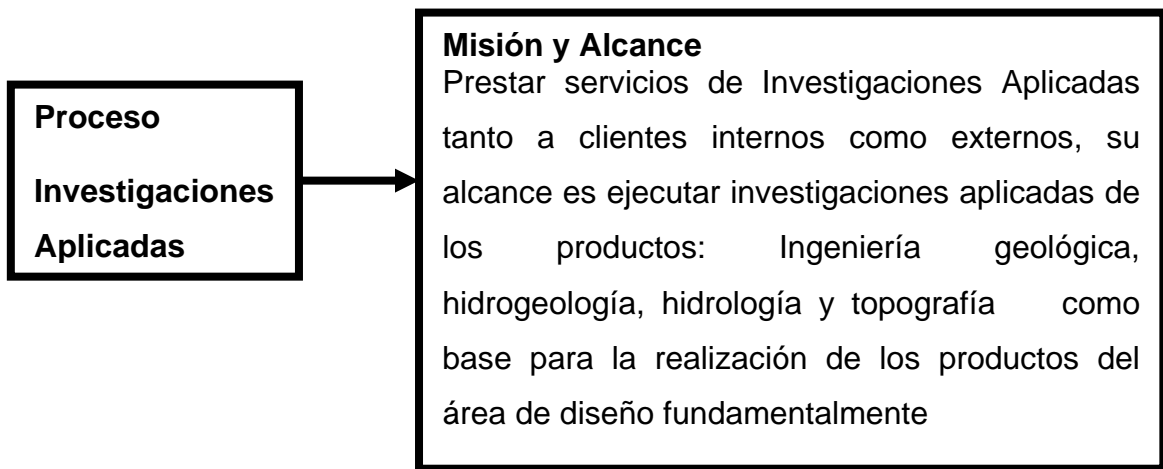 Proceso
Investigaciones
Aplicadas
Misión y Alcance
Prestar servicios de Investigaciones Aplicadas
tanto a clientes internos como externos, su
alcance es ejecutar investigaciones aplicadas de
los productos: Ingeniería geológica,
hidrogeología, hidrología y topografía como
base para la realización de los productos del
área de diseño fundamentalmente